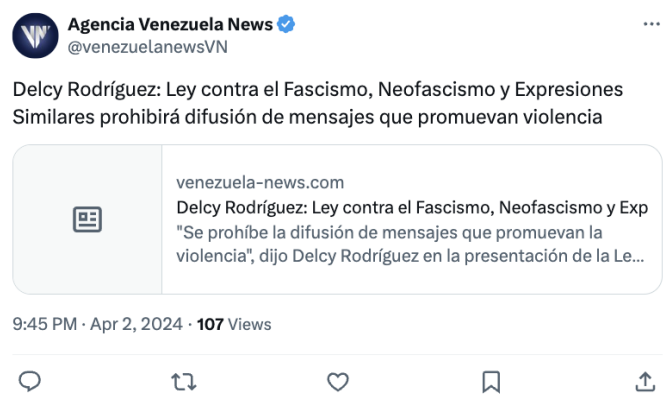 Agencia Venezuela News
@venezuelanewsVN
Delcy Rodríguez: Ley contra el Fascismo, Neofascismo y Expresiones
Similares prohibirá difusión de mensajes que promuevan violencia
venezuela-news.com
Delcy Rodríguez: Ley contra el Fascismo, Neofascismo y Exp
"Se prohíbe la difusión de mensajes que promuevan la
violencia", dijo Delcy Rodríguez en la presentación de la Le...
9:45 PM · Apr 2, 2024 · 107 Views